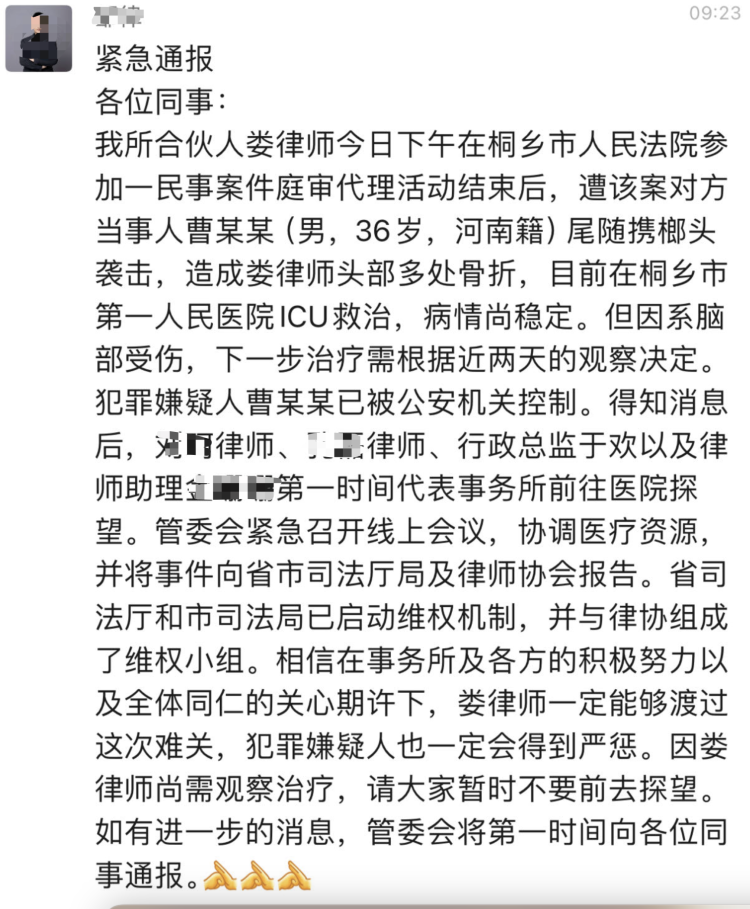 09:23
紧急通报
各位同事：
我所合伙人娄律师今日下午在桐乡市人民法院参
加一民事案件庭审代理活动结束后，遭该案对方
当事人曹某某（男，36岁，河南籍）尾随携榔头
袭击，造成娄律师头部多处骨折，目前在桐乡市
第一人民医院ICU救治，病情尚稳定。但因系脑
部受伤，下一步治疗需根据近两天的观察决定。
犯罪嫌疑人曹某某已被公安机关控制。得知消息
后，律师、律师、行政总监于欢以及律
师助理金第一时间代表事务所前往医院探
望。管委会紧急召开线上会议，协调医疗资源，
并将事件向省市司法厅局及律师协会报告。省司
法厅和市司法局已启动维权机制，并与律协组成
了维权小组。相信在事务所及各方的积极努力以
及全体同仁的关心期许下，娄律师一定能够渡过
这次难关，犯罪嫌疑人也一定会得到严惩。因娄
律师尚需观察治疗，请大家暂时不要前去探望。
如有进一步的消息，管委会将第一时间向各位同
事通报。